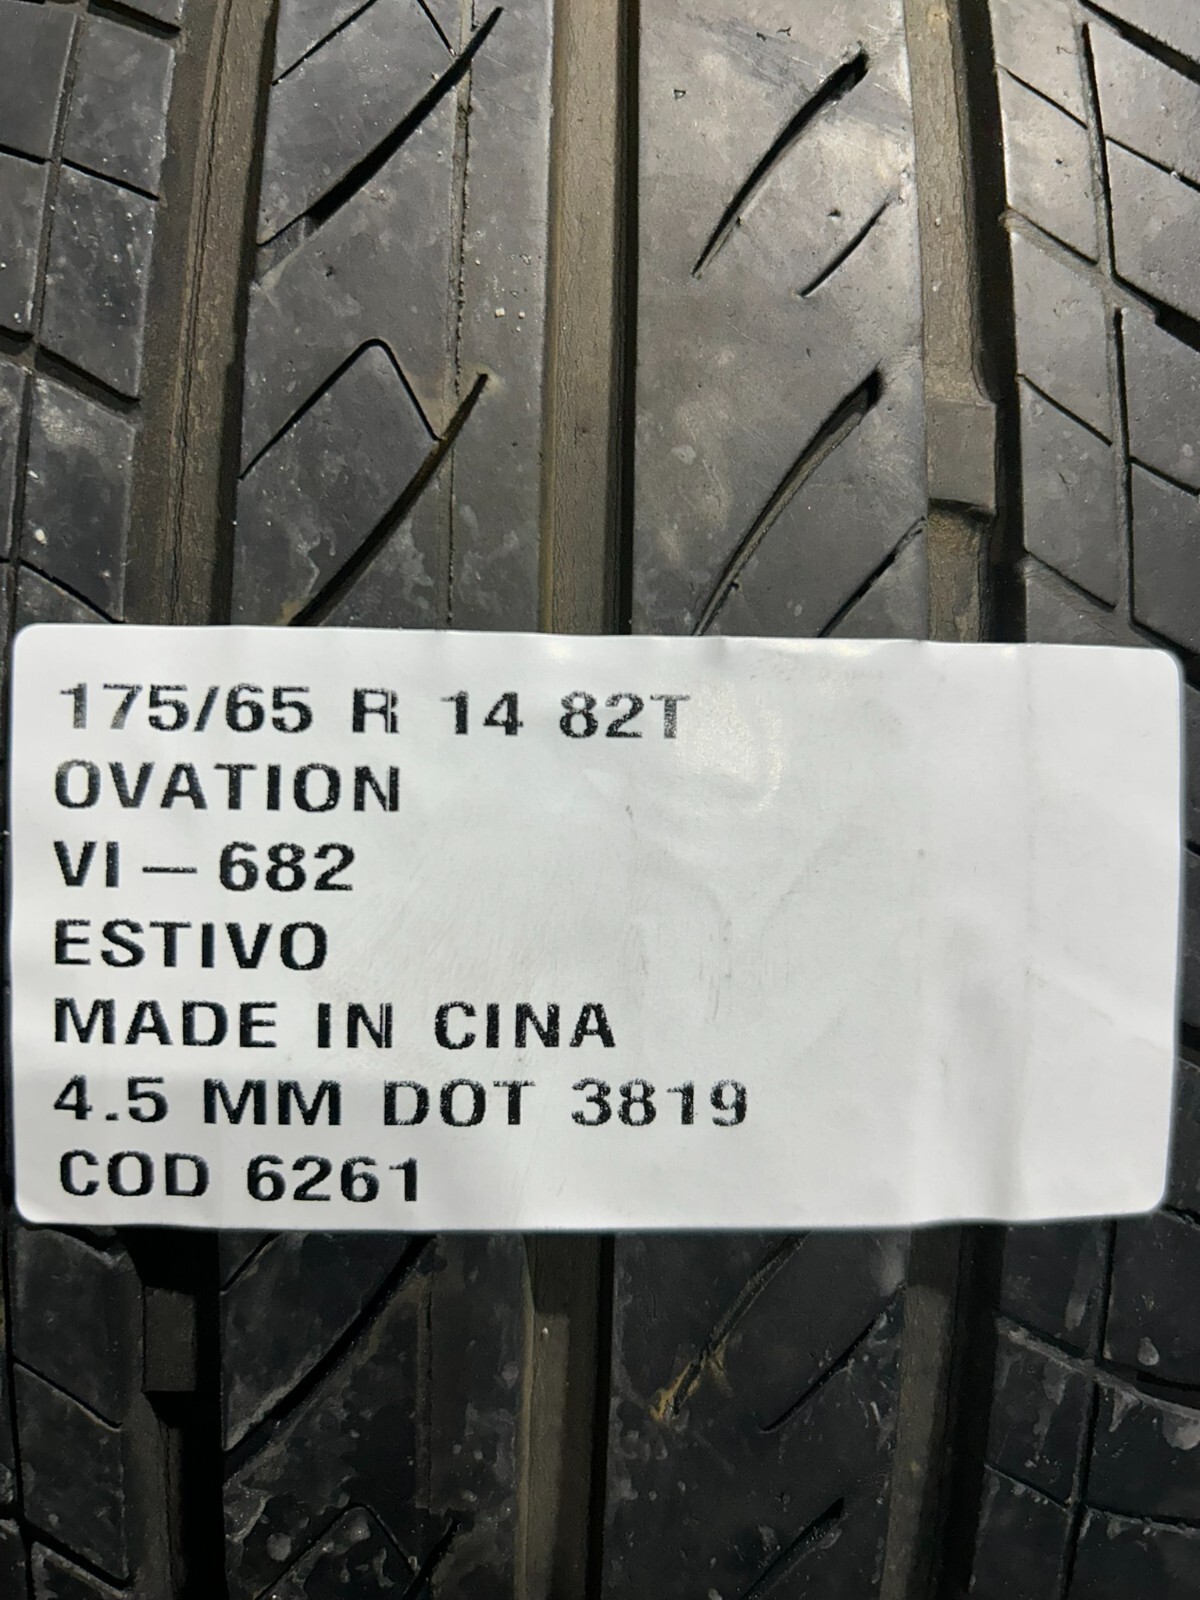 175/65 R 14 82T
OVATION
VI-682
ESTIVO
MADE IN CINA
4.5 MM DOT 3819
COD 6261